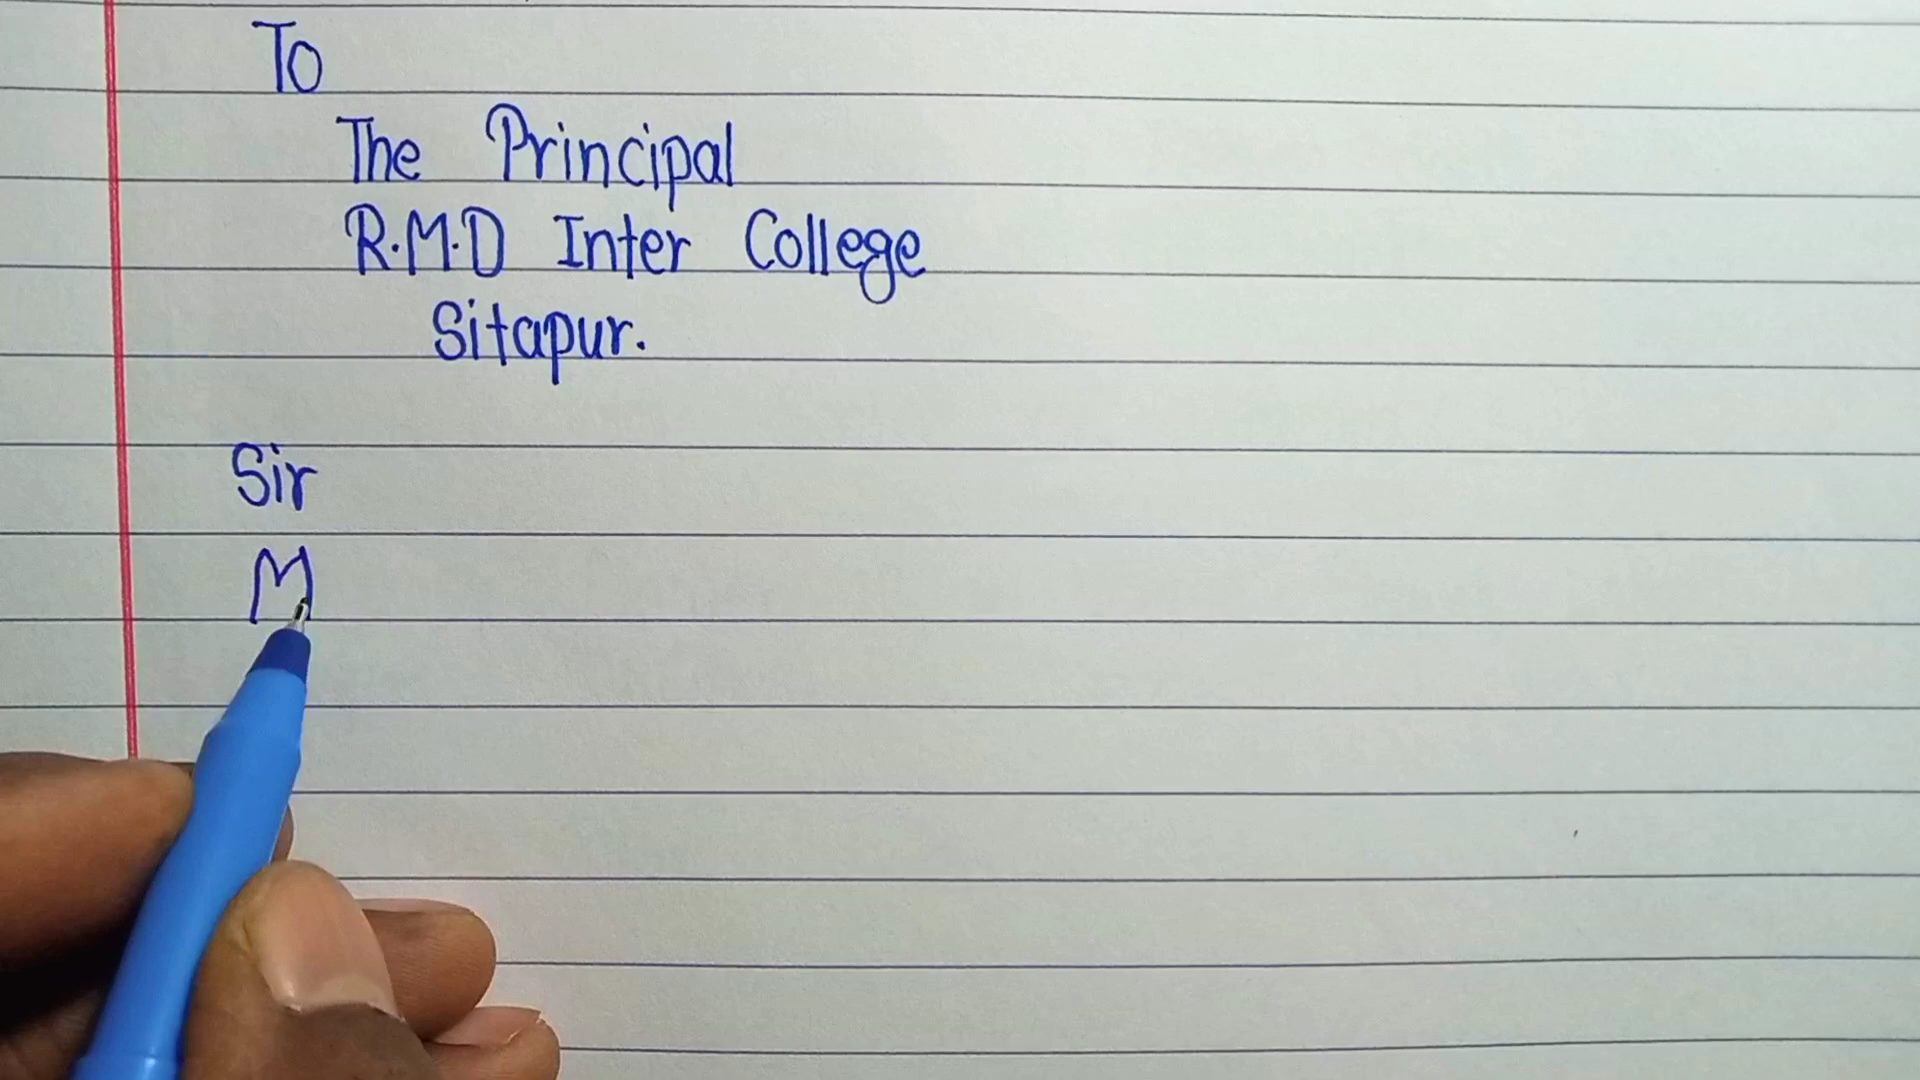 To
The Principal
R.M.D Inter College
Sitapur.
Sir
M